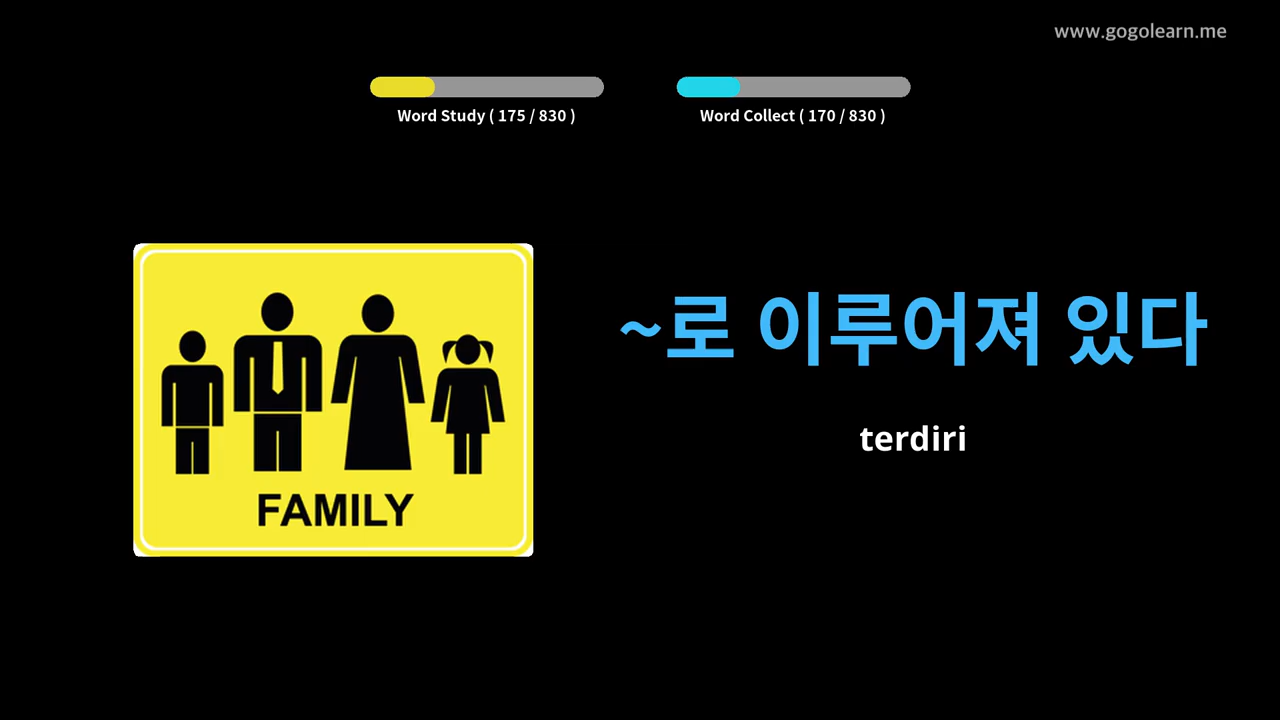 www.gogolearn.me
Word Study ( 175 / 830 )
Word Collect ( 170 / 830 )
FAMILY
~로 이루어져 있다
terdiri